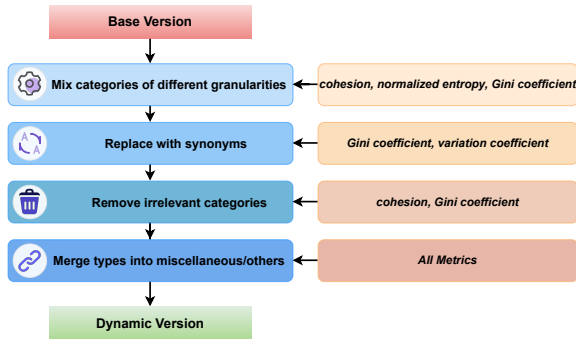 Base Version
Mix categories of different granularities
cohesion, normalized entropy, Gini coefficient
A
A
Replace with synonyms
Gini coefficient, variation coefficient
Remove irrelevant categories
cohesion, Gini coefficient
Merge types into miscellaneous/others
All Metrics
Dynamic Version